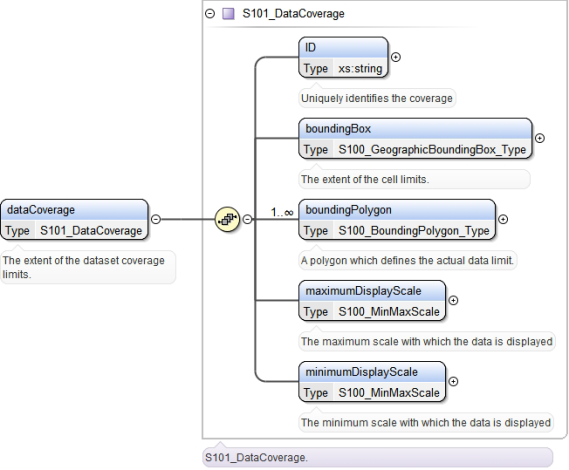 S101_DataCoverage
ID
Type xs:string
Uniquely identifies the coverage
boundingBox
Type S100_GeographicBoundingBox_Type
The extent of the cell limits.
dataCoverage
Type S101_DataCoverage
The extent of the dataset coverage
limits.
1..∞
boundingPolygon
Type S100_BoundingPolygon_Type
A polygon which defines the actual data limit.
maximumDisplayScale
Type S100_MinMaxScale
The maximum scale with which the data is displayed
minimumDisplayScale
Type S100_MinMaxScale
The minimum scale with which the data is displayed
S101_DataCoverage.